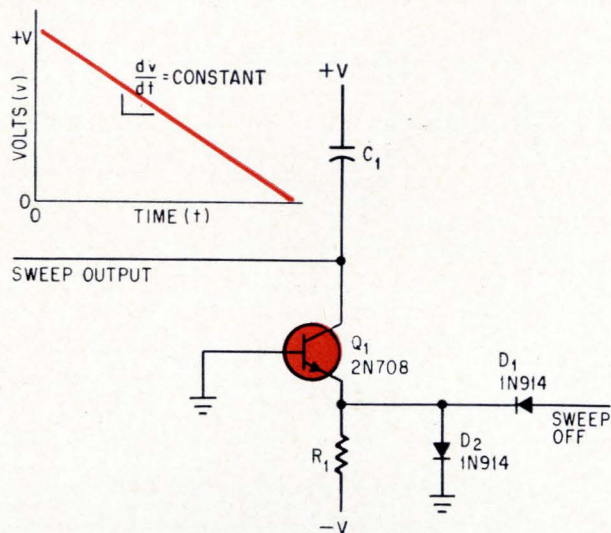 +V
VOLTS (v)
dv
dt
= CONSTANT
0
0
TIME (t)
+V
C1
SWEEP OUTPUT
Q1
2N708
D1
1N914
SWEEP
OFF
D2
1N914
R1
−V